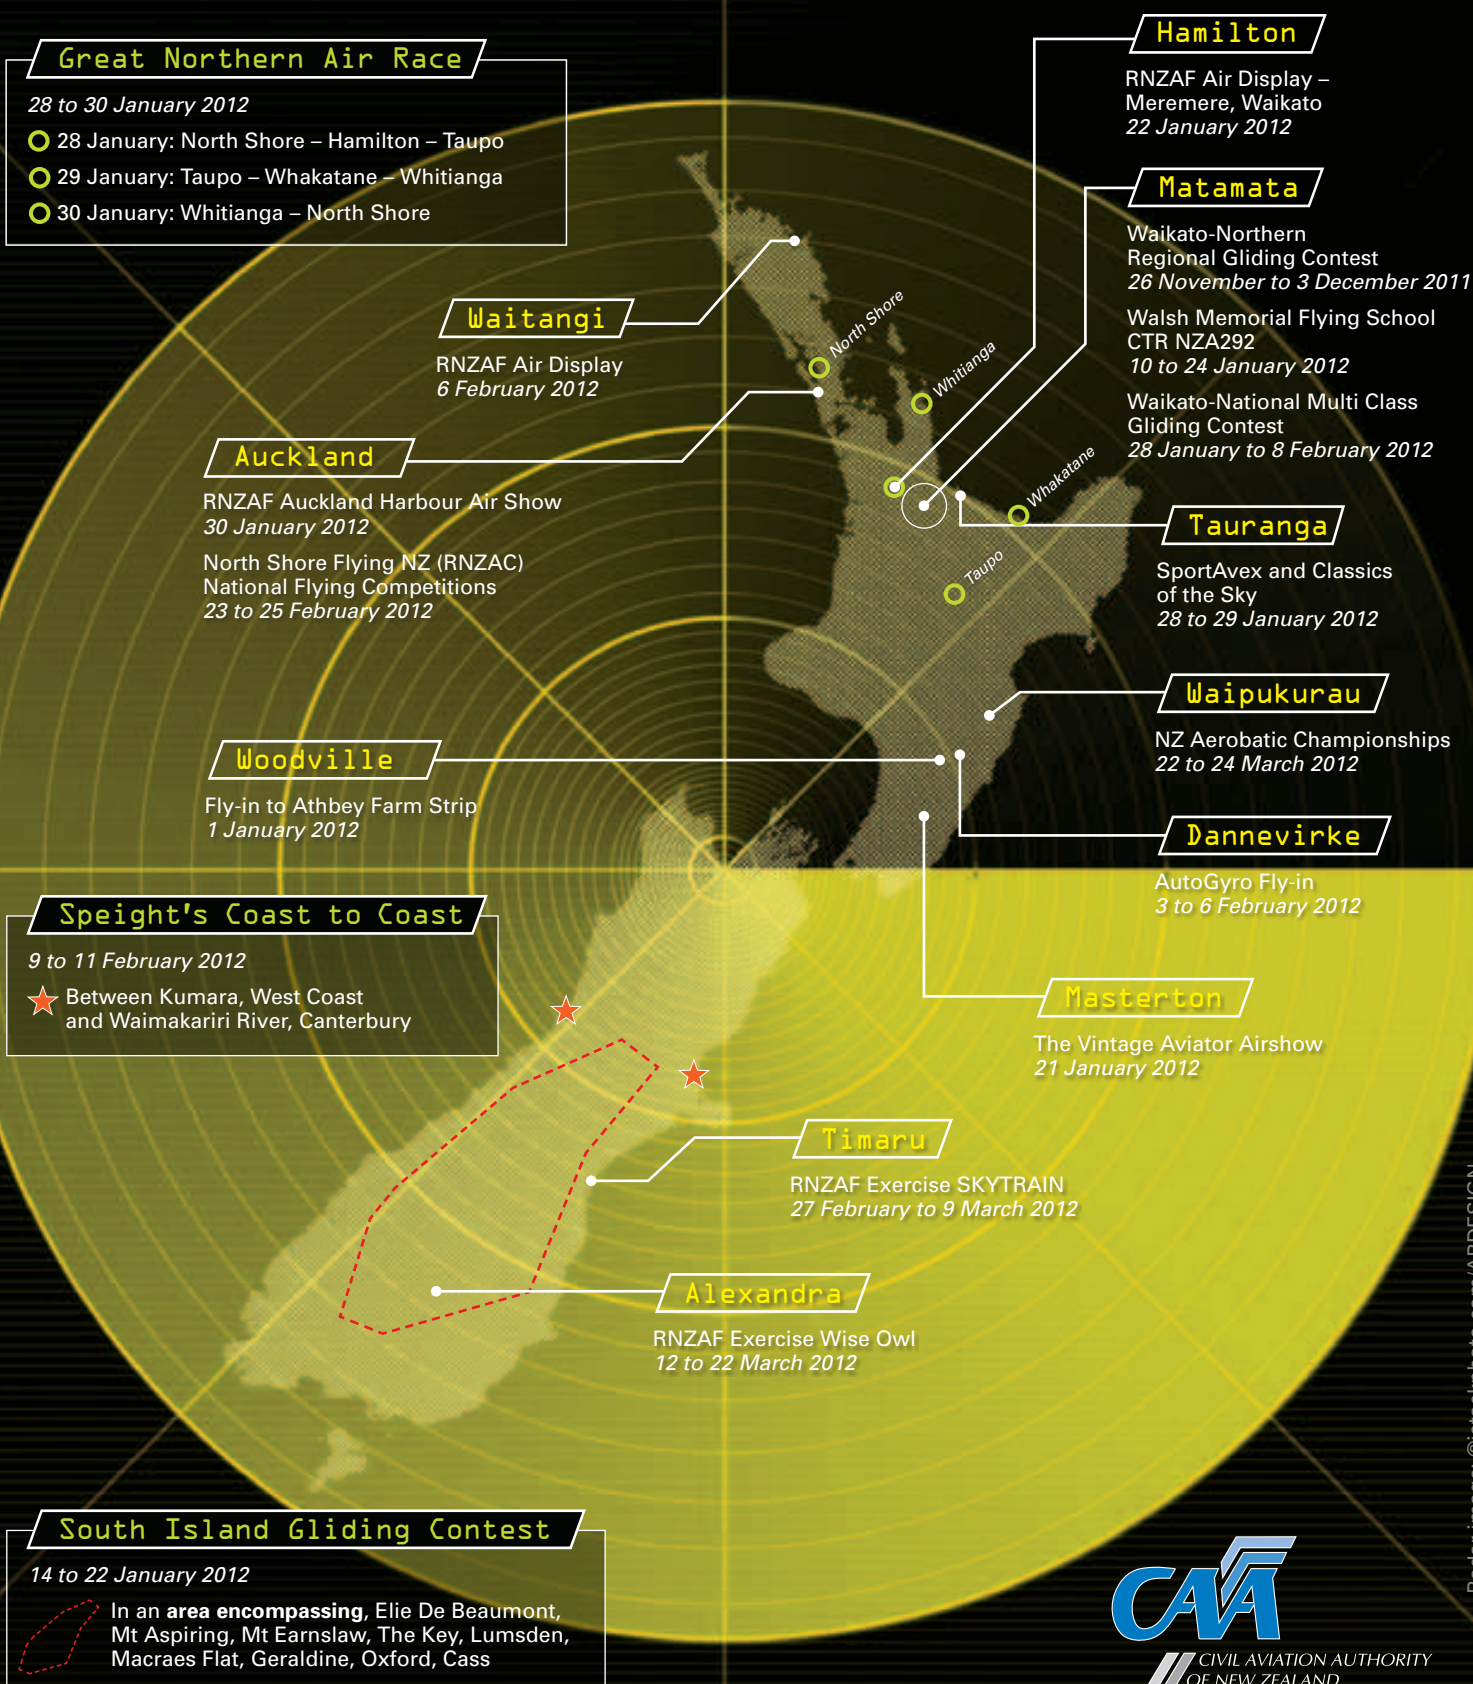 Great Northern Air Race
28 to 30 January 2012
28 January: North Shore – Hamilton – Taupo
29 January: Taupo – Whakatane – Whitianga
30 January: Whitianga – North Shore
Hamilton
RNZAF Air Display –
Meremere, Waikato
22 January 2012
Matamata
Waikato-Northern
Regional Gliding Contest
26 November to 3 December 2011
Walsh Memorial Flying School
CTR NZA292
10 to 24 January 2012
Waikato-National Multi Class
Gliding Contest
28 January to 8 February 2012
Waitangi
RNZAF Air Display
6 February 2012
North Shore
Whitianga
Whakatane
Taupo
Auckland
RNZAF Auckland Harbour Air Show
30 January 2012
North Shore Flying NZ (RNZAC)
National Flying Competitions
23 to 25 February 2012
Tauranga
SportAvex and Classics
of the Sky
28 to 29 January 2012
Waipukurau
NZ Aerobatic Championships
22 to 24 March 2012
Woodville
Fly-in to Athbey Farm Strip
1 January 2012
Dannevirke
AutoGyro Fly-in
3 to 6 February 2012
Speight's Coast to Coast
9 to 11 February 2012
Between Kumara, West Coast
and Waimakariri River, Canterbury
Masterton
The Vintage Aviator Airshow
21 January 2012
Timaru
RNZAF Exercise SKYTRAIN
27 February to 9 March 2012
Alexandra
RNZAF Exercise Wise Owl
12 to 22 March 2012
South Island Gliding Contest
14 to 22 January 2012
In an area encompassing, Elie De Beaumont,
Mt Aspiring, Mt Earnslaw, The Key, Lumsden,
Macraes Flat, Geraldine, Oxford, Cass
CAA
CIVIL AVIATION AUTHORITY
OF NEW ZEALAND